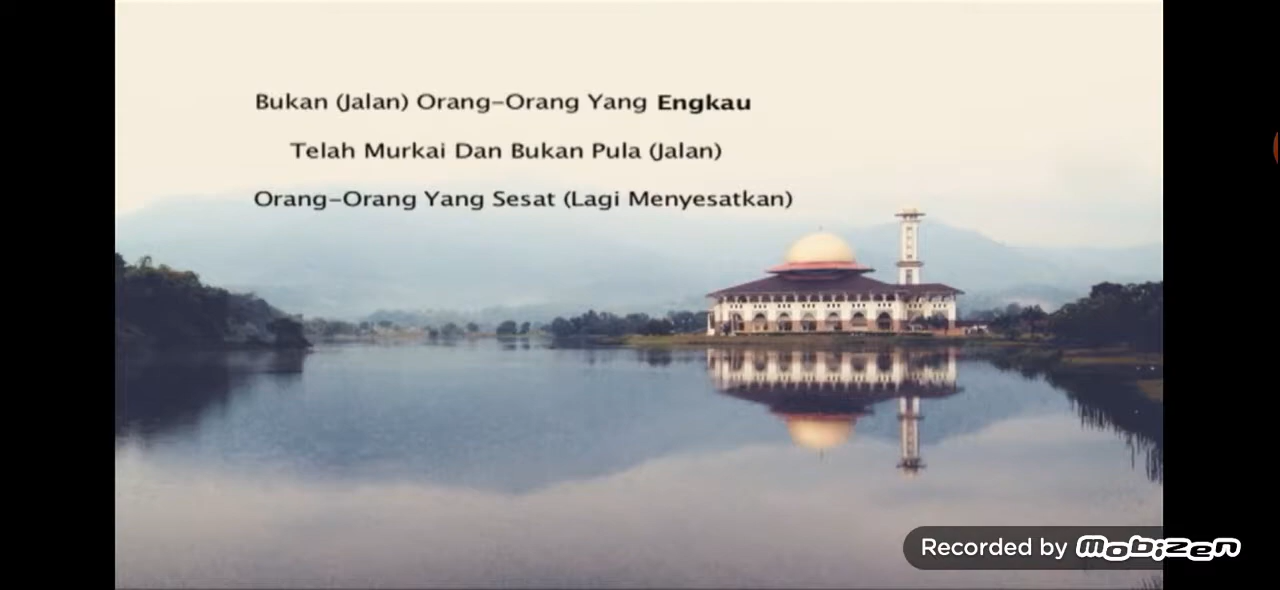 Bukan (Jalan) Orang-Orang Yang Engkau
Telah Murkai Dan Bukan Pula (Jalan)
Orang-Orang Yang Sesat (Lagi Menyesatkan)
Recorded by Mobizen